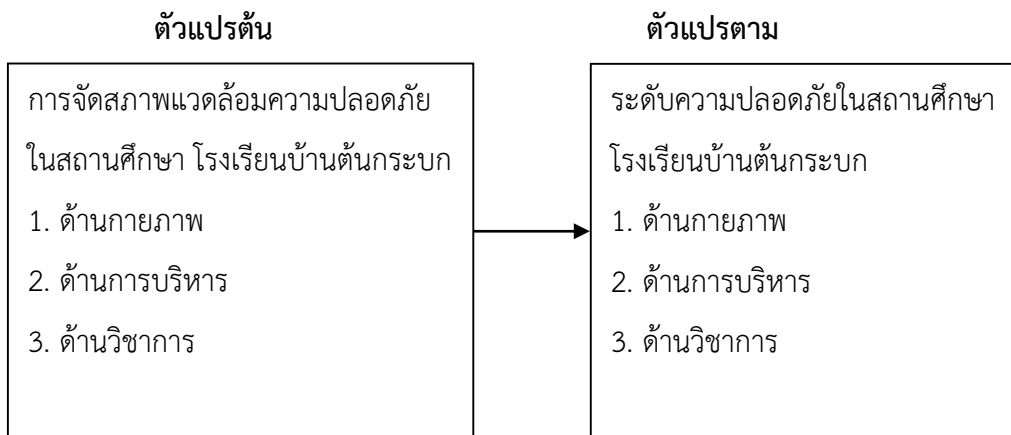 ตัวแปรต้น
การจัดสภาพแวดล้อมความปลอดภัย
ในสถานศึกษา โรงเรียนบ้านต้นกระบก
1. ด้านกายภาพ
2. ด้านการบริหาร
3. ด้านวิชาการ
ตัวแปรตาม
ระดับความปลอดภัยในสถานศึกษา
โรงเรียนบ้านต้นกระบก
1. ด้านกายภาพ
2. ด้านการบริหาร
3. ด้านวิชาการ